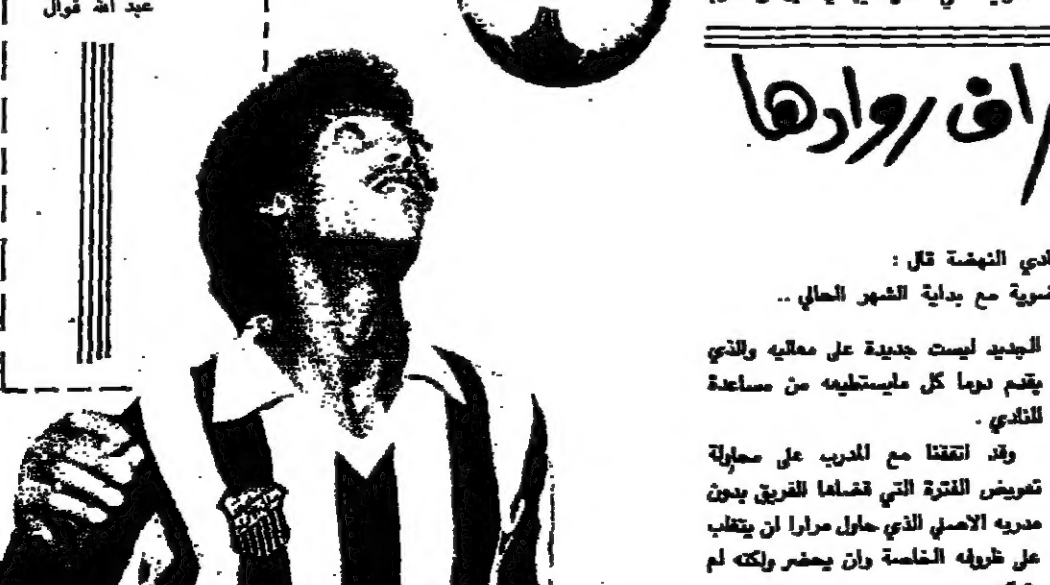 عبد الله قوال
راف روادها
نادي النهضة قال :
ضوية مع بداية الشهر الحالي ..
الجديد ليست جديدة على معاليه والذي
يقدم دوما كل مايستطيعه من مساعدة
للنادي .
وقد اتفقنا مع المدرب على محاولة
تعويض الفترة التي قضاها الفريق بدون
مدربه الاصلي الذي حاول مرارا ان يتغلب
على ظروفه الخاصة وان يحضر ولكنه لم